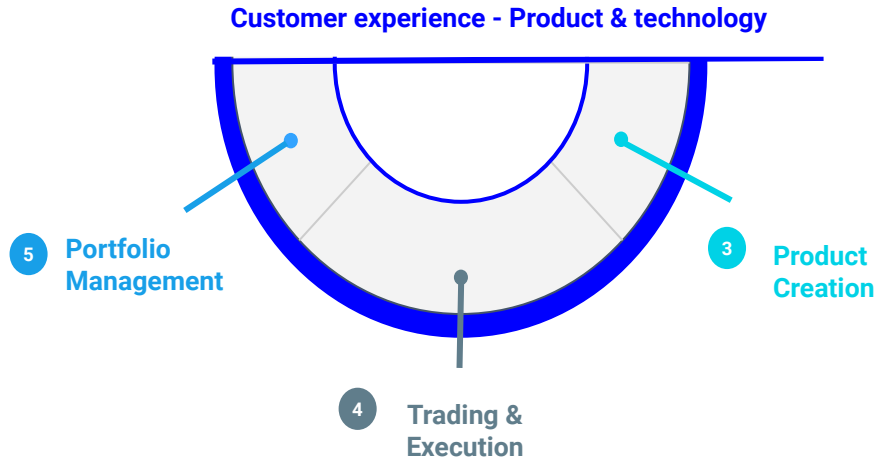 Customer experience - Product & technology
3
Product
Creation
4
Trading &
Execution
5
Portfolio
Management